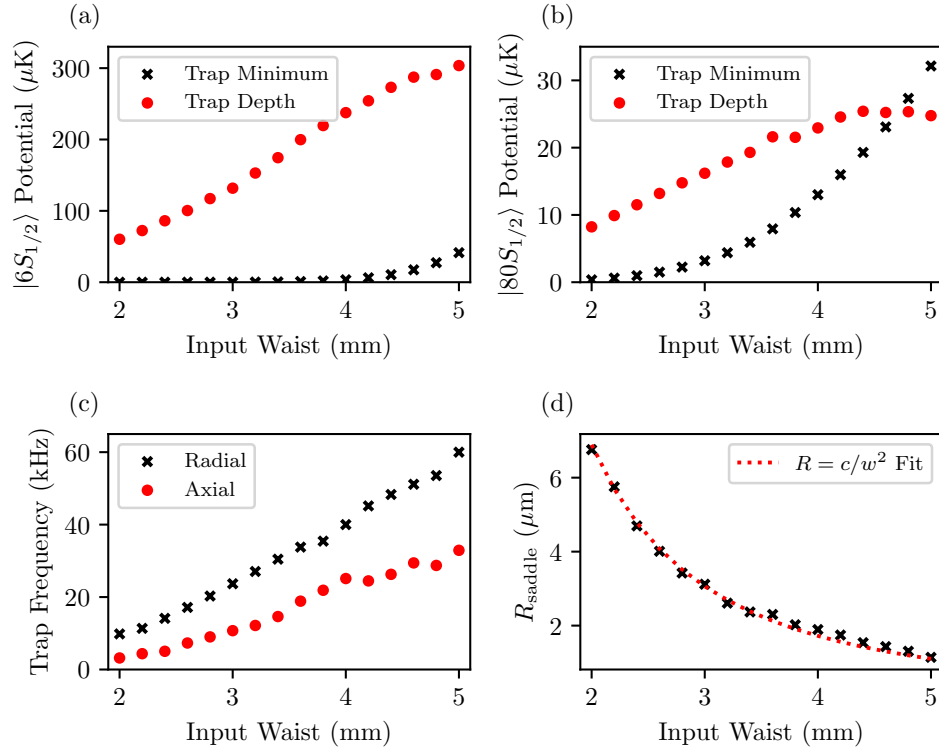 (a)
|6S₁/₂⟩ Potential (μK)
300
200
100
0
Trap Minimum
Trap Depth
2 3 4 5
Input Waist (mm)
(b)
|80S₁/₂⟩ Potential (μK)
30
20
10
0
Trap Minimum
Trap Depth
2 3 4 5
Input Waist (mm)
(c)
Trap Frequency (kHz)
60
40
20
0
Radial
Axial
2 3 4 5
Input Waist (mm)
(d)
R_saddle (μm)
6
4
2
R = c/w² Fit
2 3 4 5
Input Waist (mm)